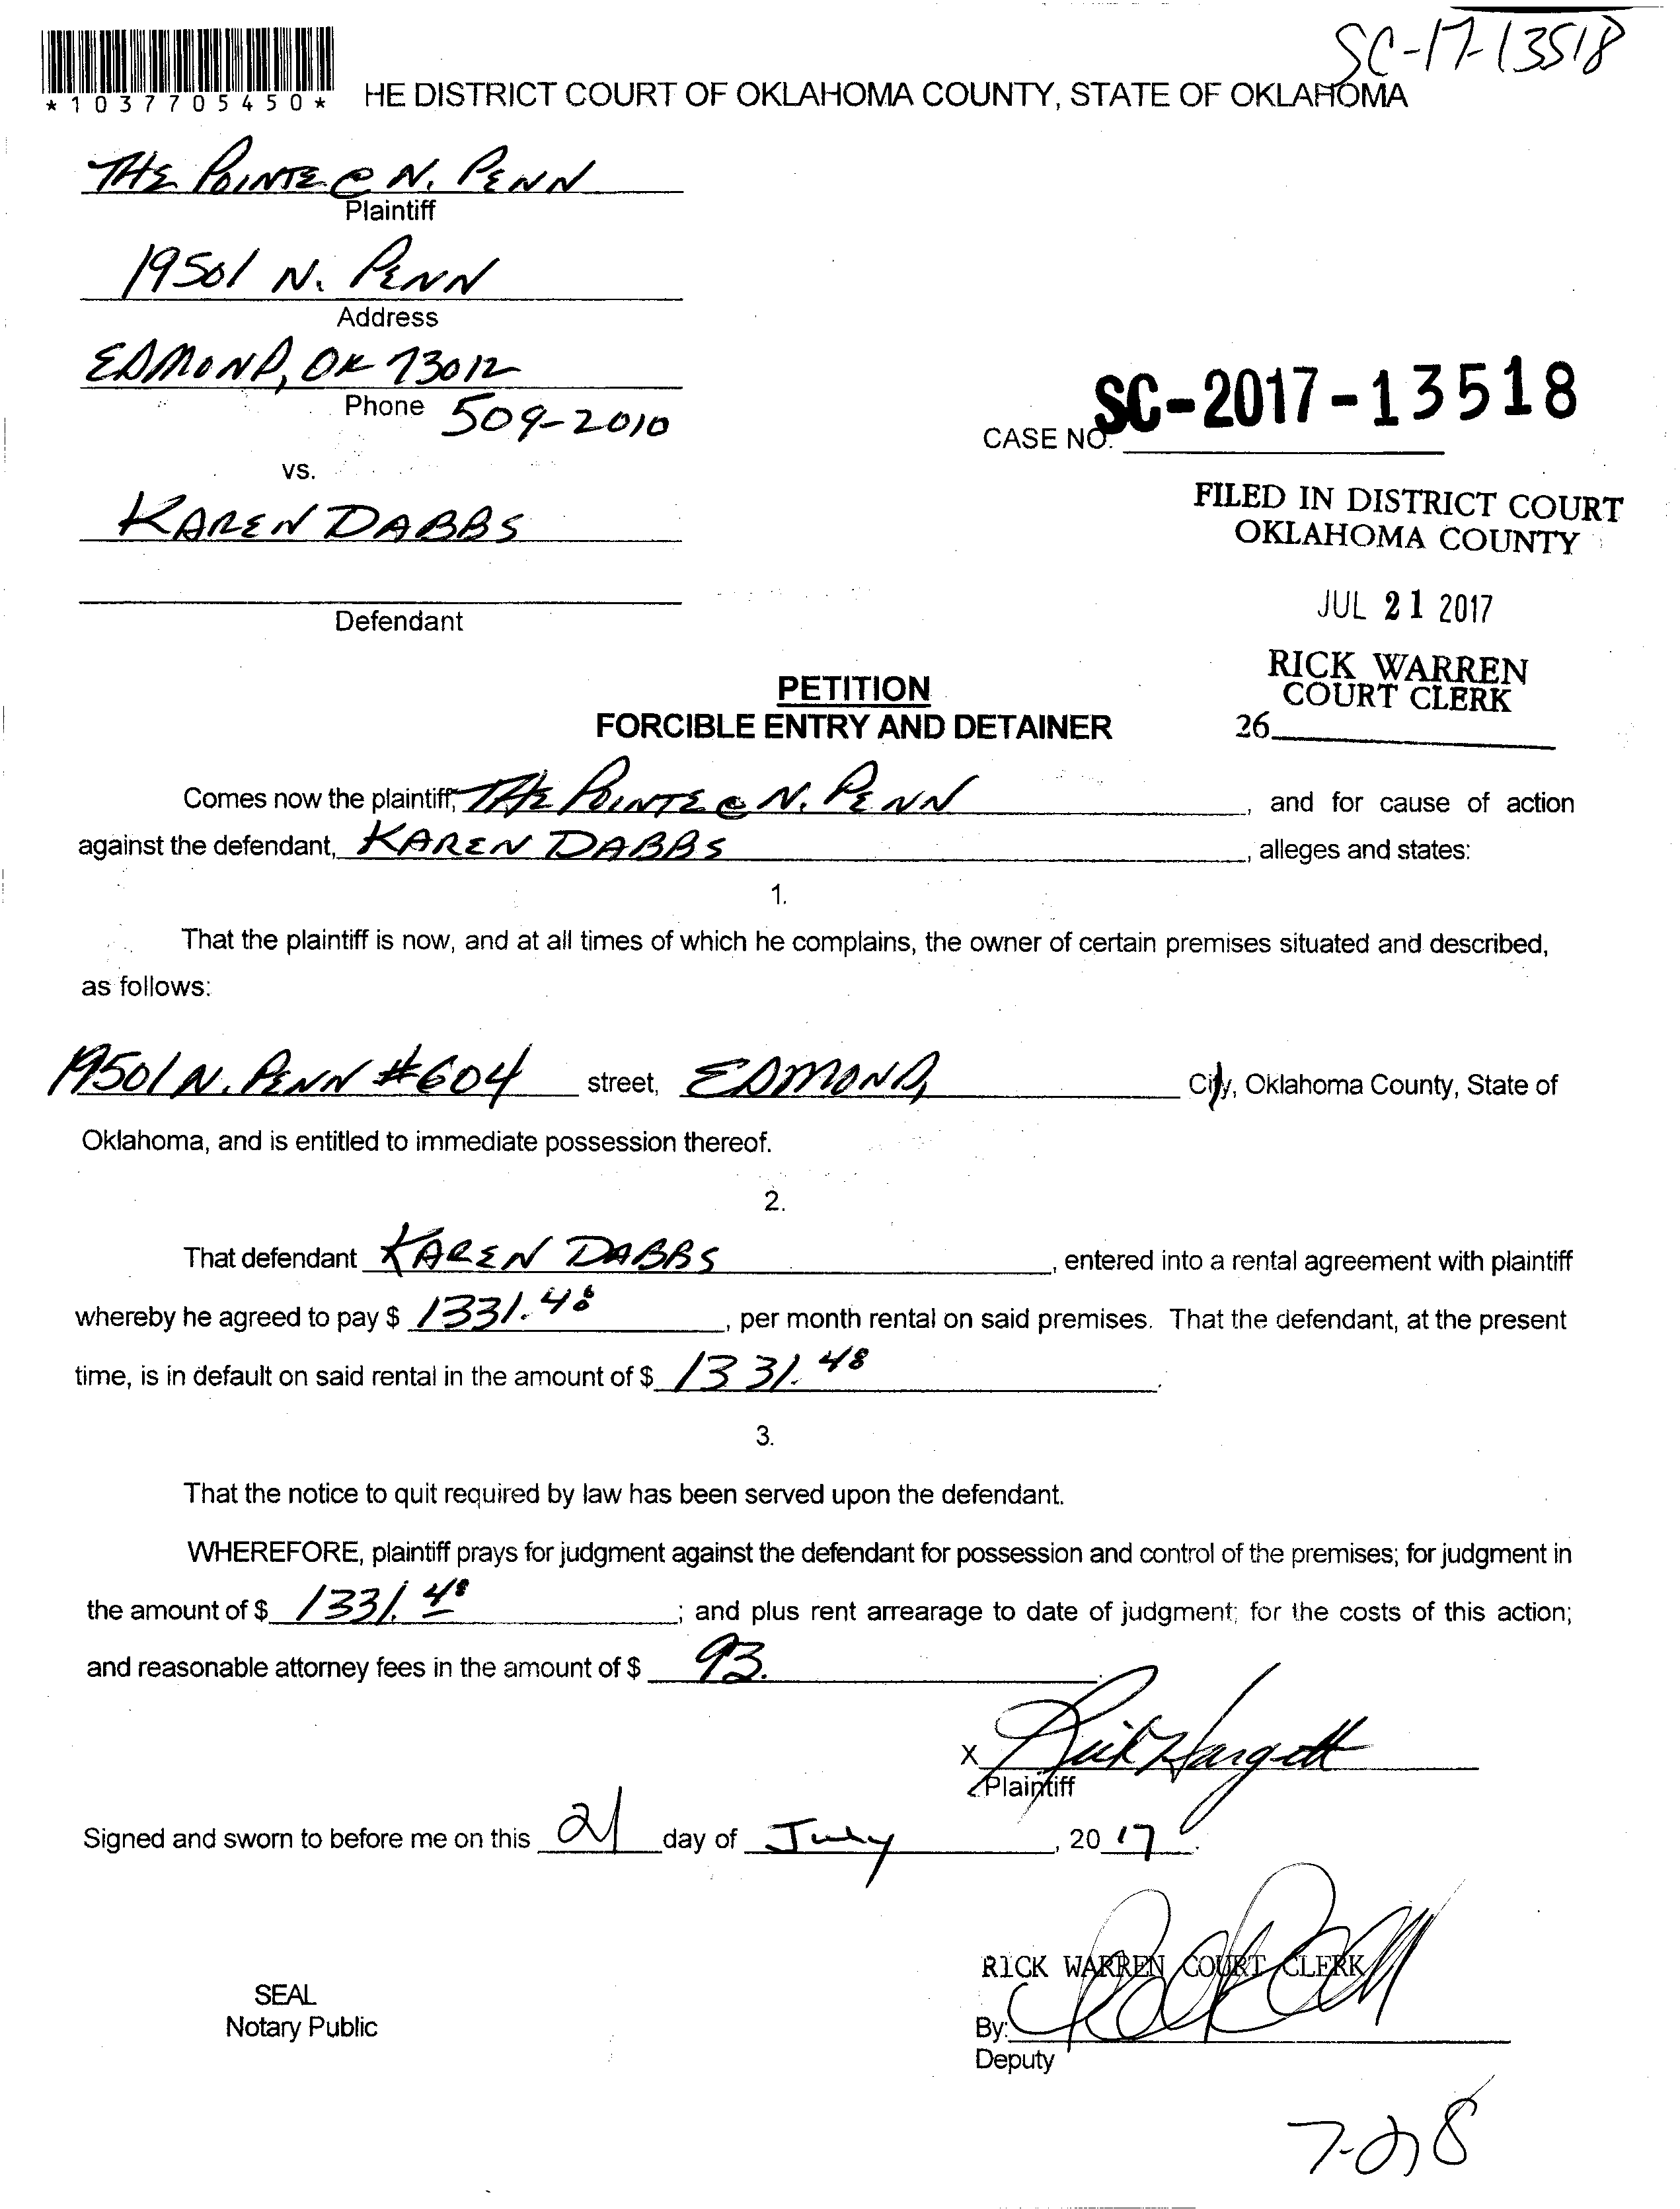 SC-17-13518
*1037705450*
HE DISTRICT COURT OF OKLAHOMA COUNTY, STATE OF OKLAHOMA
THE POINTE @ N. PENN
Plaintiff
19501 N. PENN
Address
EDMOND, OK 73012
Phone 509-2010
SC-2017-13518
CASE NO.
vs.
KAREN DABBS
FILED IN DISTRICT COURT
OKLAHOMA COUNTY
Defendant
JUL 21 2017
RICK WARREN
COURT CLERK
26
PETITION
FORCIBLE ENTRY AND DETAINER
Comes now the plaintiff, THE POINTE @ N. PENN, and for cause of action
against the defendant, KAREN DABBS, alleges and states:
1.
That the plaintiff is now, and at all times of which he complains, the owner of certain premises situated and described,
as follows:
19501 N. PENN #604 street, EDMOND, City, Oklahoma County, State of
Oklahoma, and is entitled to immediate possession thereof.
2.
That defendant KAREN DABBS, entered into a rental agreement with plaintiff
whereby he agreed to pay $ 1331.48, per month rental on said premises. That the defendant, at the present
time, is in default on said rental in the amount of $ 1331.48.
3.
That the notice to quit required by law has been served upon the defendant.
WHEREFORE, plaintiff prays for judgment against the defendant for possession and control of the premises; for judgment in
the amount of $ 1331.48; and plus rent arrearage to date of judgment; for the costs of this action;
and reasonable attorney fees in the amount of $ 93.
X Rick Hargett
Plaintiff
Signed and sworn to before me on this 21 day of July, 20 17.
RICK WARREN COURT CLERK
SEAL
Notary Public
By:
Deputy